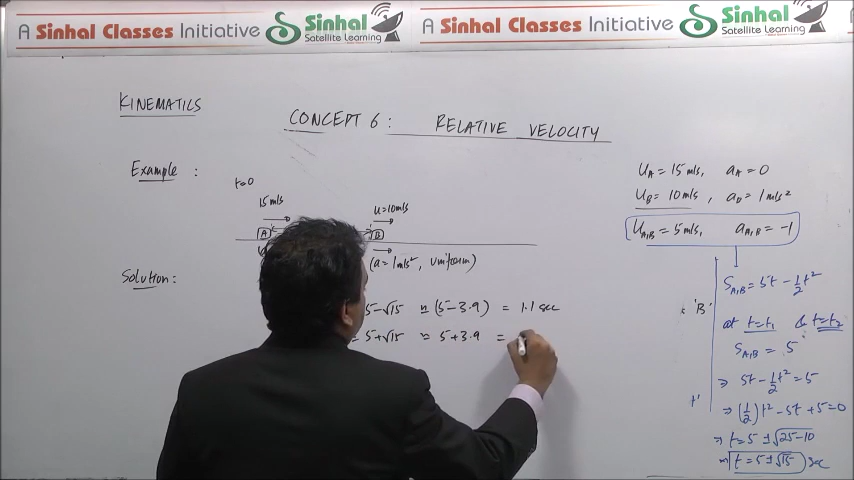 A Sinhal Classes Initiative Sinhal Satellite Learning A Sinhal Classes Initiative Sinhal Satellite Learning A
KINEMATICS
CONCEPT 6 : RELATIVE VELOCITY
Example :
t=0
15 m/s
u=10m/s
A
B
(a = 1m/s², uniform)
Solution :
5-√15 ≈ (5-3.9) = 1.1 sec
= 5+√15 ≈ 5+3.9 =
U_A = 15 m/s, a_A = 0
U_B = 10 m/s, a_B = 1 m/s²
U_A,B = 5 m/s, a_A,B = -1
S_A,B = 5t - 1/2 t²
'B'
at t=t₁ & t=t₂
S_A,B = 5
⇒ 5t - 1/2 t² = 5
⇒ (1/2) t² - 5t + 5 = 0
⇒ t = 5 ± √25-10
⇒ t = 5 ± √15 sec